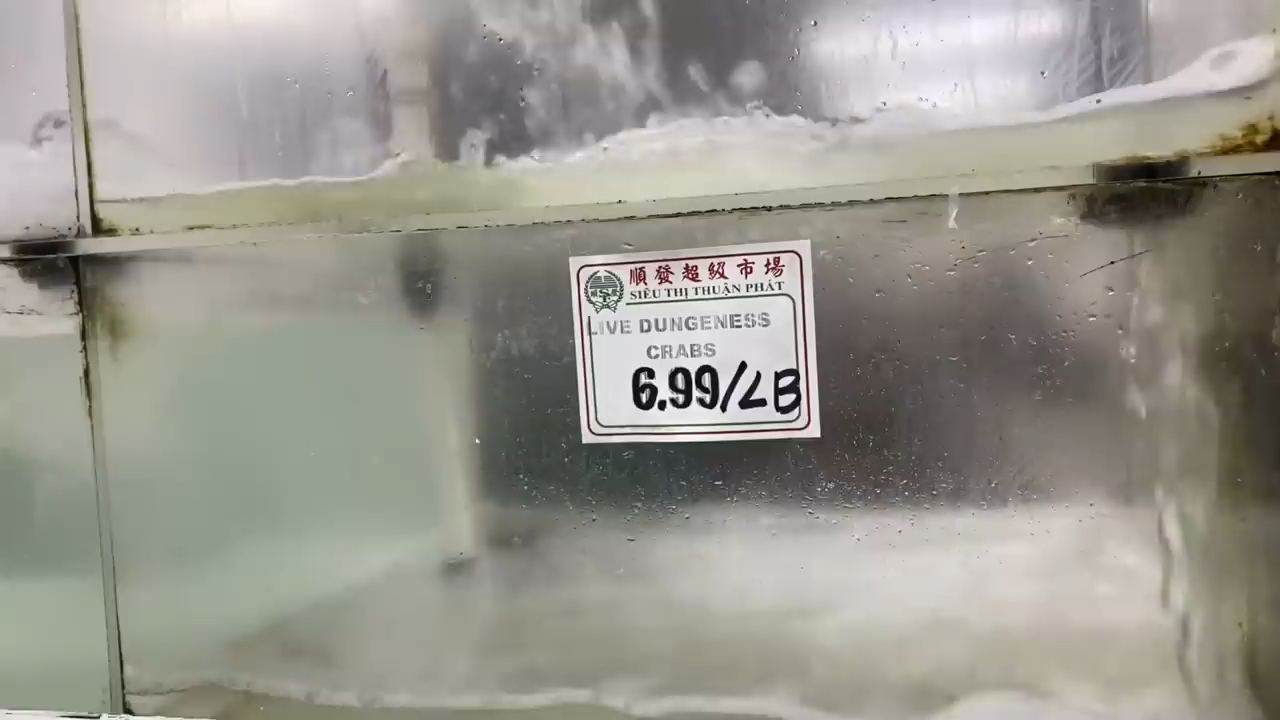 順發超級市場
SIÊU THỊ THUẬN PHÁT
LIVE DUNGENESS
CRABS
6.99/LB